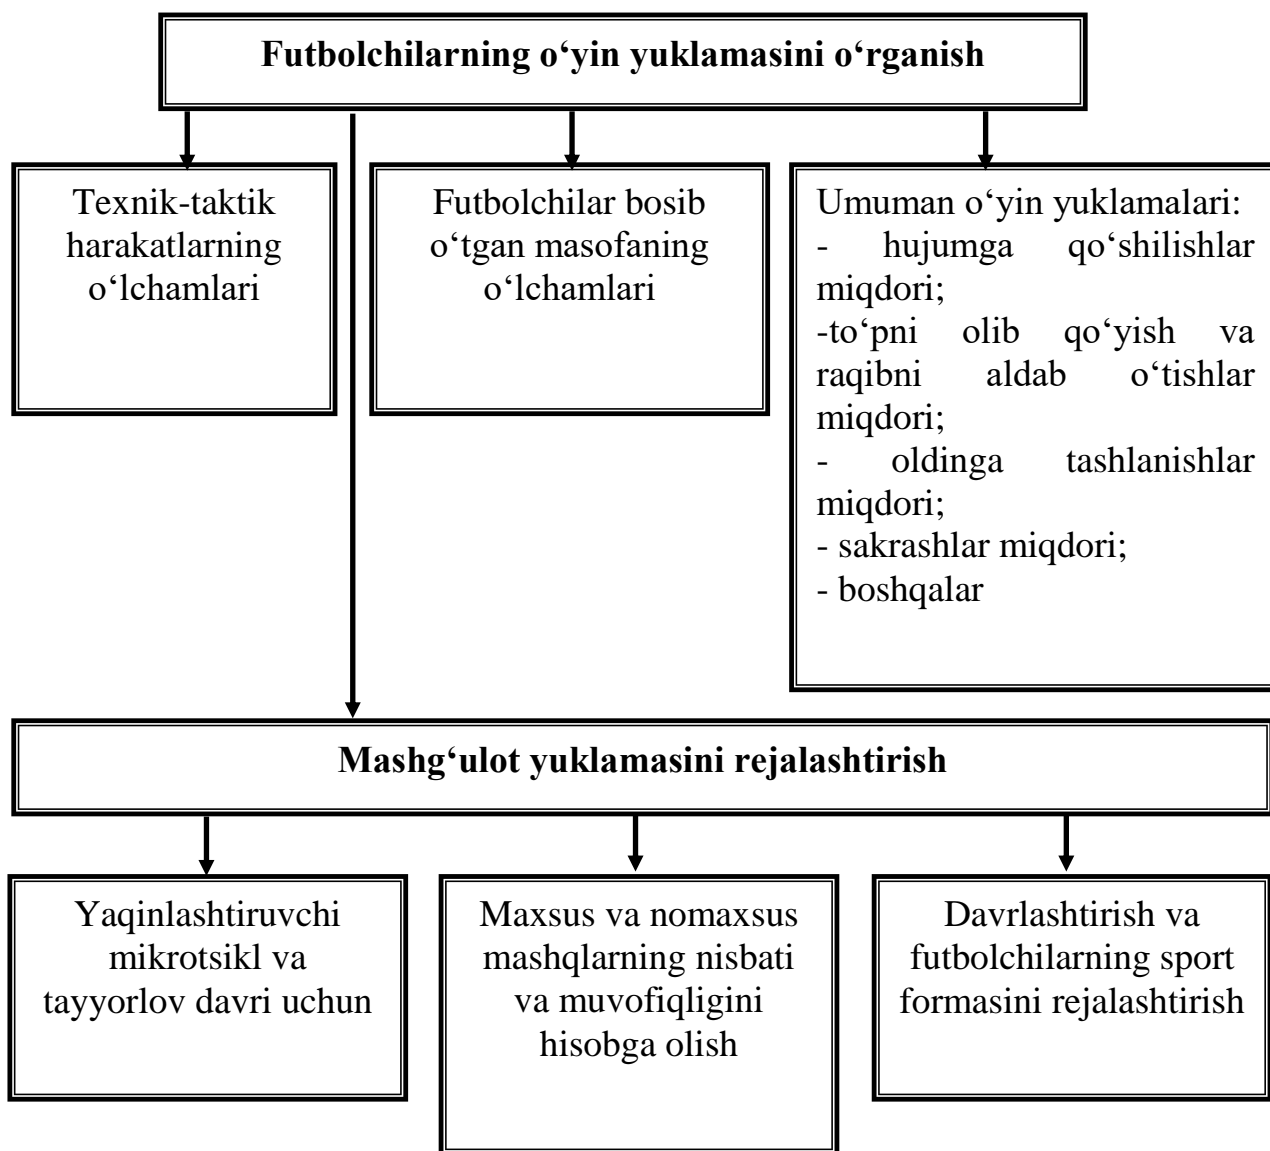 Futbolchilarning o‘yin yuklamasini o‘rganish
Texnik-taktik
harakatlarning
o‘lchamlari
Futbolchilar bosib
o‘tgan masofaning
o‘lchamlari
Umuman o‘yin yuklamalari:
- hujumga qo‘shilishlar
miqdori;
-to‘pni olib qo‘yish va
raqibni aldab o‘tishlar
miqdori;
- oldinga tashlanishlar
miqdori;
- sakrashlar miqdori;
- boshqalar
Mashg‘ulot yuklamasini rejalashtirish
Yaqinlashtiruvchi
mikrotsikl va
tayyorlov davri uchun
Maxsus va nomaxsus
mashqlarning nisbati
va muvofiqligini
hisobga olish
Davrlashtirish va
futbolchilarning sport
formasini rejalashtirish